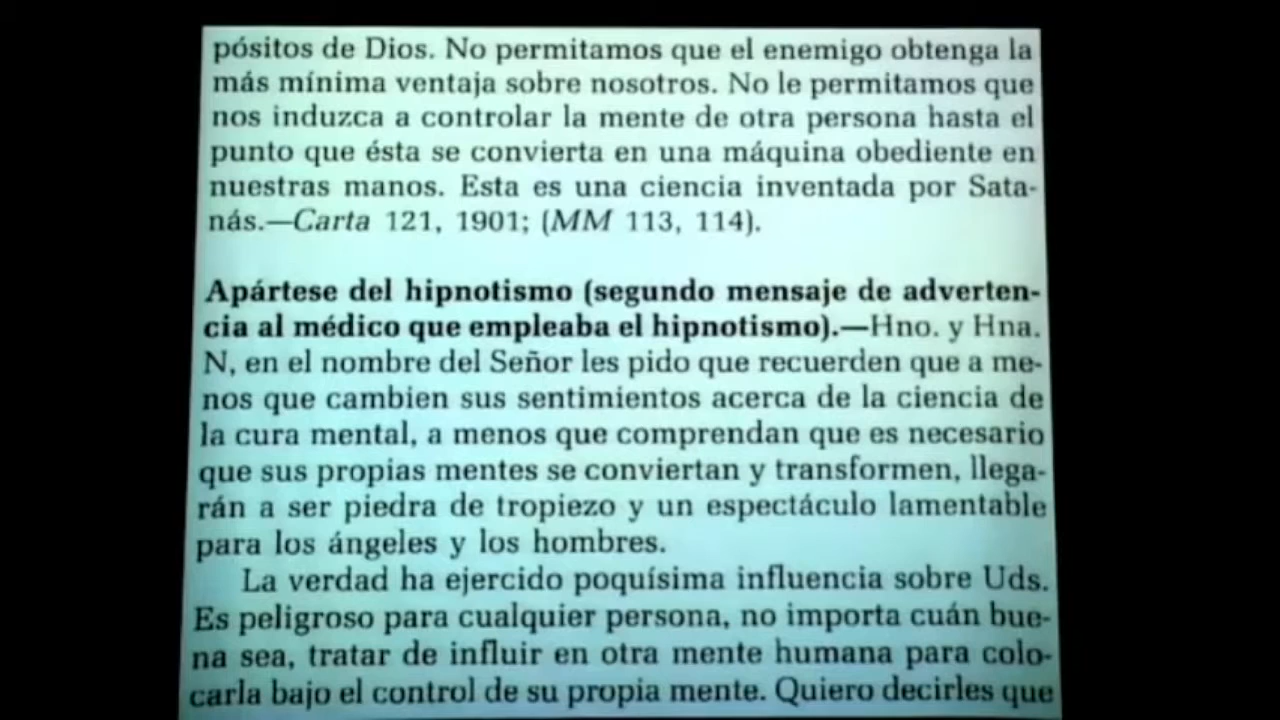 pósitos de Dios. No permitamos que el enemigo obtenga la
más mínima ventaja sobre nosotros. No le permitamos que
nos induzca a controlar la mente de otra persona hasta el
punto que ésta se convierta en una máquina obediente en
nuestras manos. Esta es una ciencia inventada por Sata-
nás.—Carta 121, 1901; (MM 113, 114).
Apártese del hipnotismo (segundo mensaje de adverten-
cia al médico que empleaba el hipnotismo).—Hno. y Hna.
N, en el nombre del Señor les pido que recuerden que a me-
nos que cambien sus sentimientos acerca de la ciencia de
la cura mental, a menos que comprendan que es necesario
que sus propias mentes se conviertan y transformen, llega-
rán a ser piedra de tropiezo y un espectáculo lamentable
para los ángeles y los hombres.
La verdad ha ejercido poquísima influencia sobre Uds.
Es peligroso para cualquier persona, no importa cuán bue-
na sea, tratar de influir en otra mente humana para colo-
carla bajo el control de su propia mente. Quiero decirles que